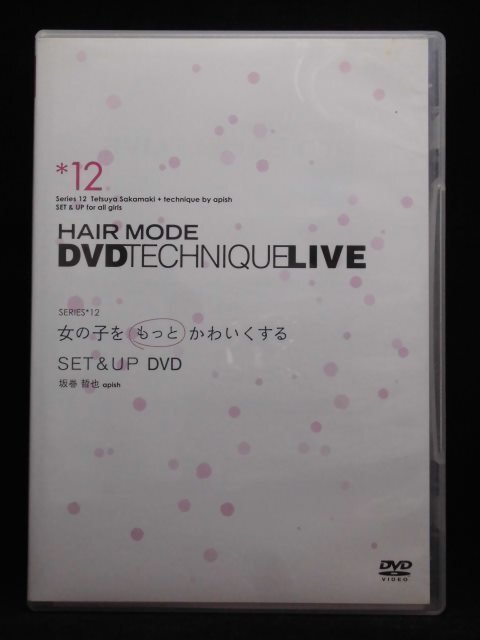 *12
Series 12 Tetsuya Sakamaki + technique by apish
SET & UP for all girls
HAIR MODE
DVDTECHNIQUELIVE
SERIES*12
女の子を もっと かわいくする
SET & UP DVD
坂巻 哲也 apish
DVD
VIDEO